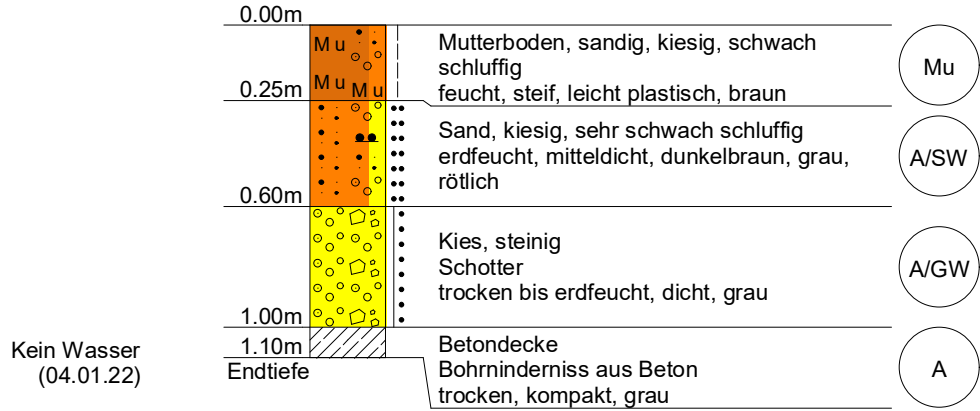 0.00m
Mu
Mu
Mu
Mutterboden, sandig, kiesig, schwach
schluffig
feucht, steif, leicht plastisch, braun
Mu
0.25m
Sand, kiesig, sehr schwach schluffig
erdfeucht, mitteldicht, dunkelbraun, grau,
rötlich
A/SW
0.60m
Kies, steinig
Schotter
trocken bis erdfeucht, dicht, grau
A/GW
1.00m
Kein Wasser
(04.01.22)
1.10m
Endtiefe
Betondecke
Bohrninderniss aus Beton
trocken, kompakt, grau
A